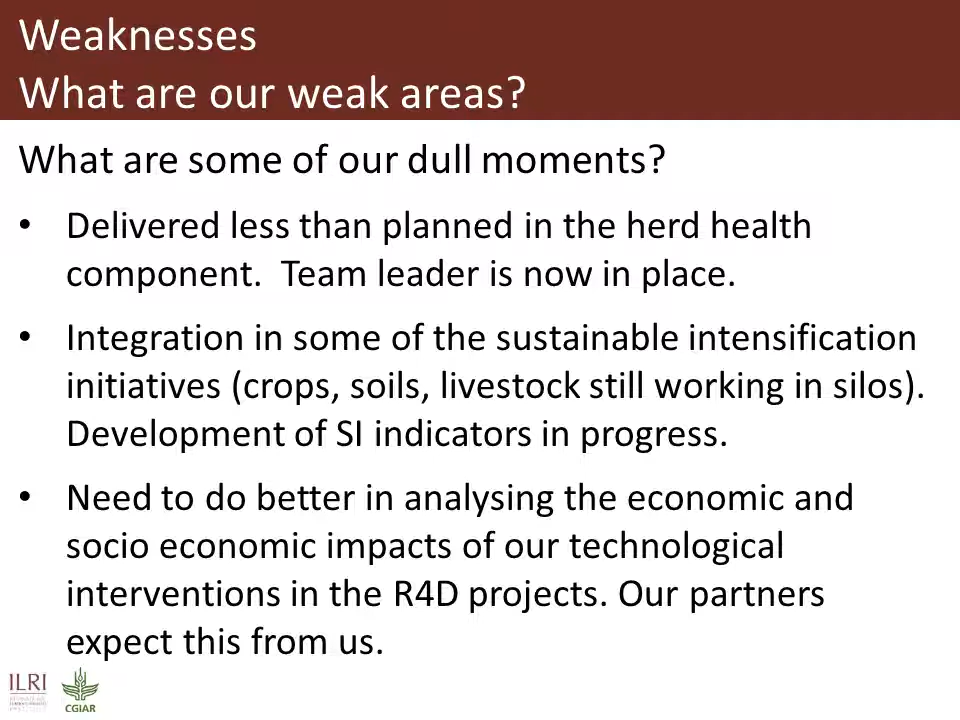 Weaknesses
What are our weak areas?
What are some of our dull moments?
• Delivered less than planned in the herd health
component.  Team leader is now in place.
• Integration in some of the sustainable intensification
initiatives (crops, soils, livestock still working in silos).
Development of SI indicators in progress.
• Need to do better in analysing the economic and
socio economic impacts of our technological
interventions in the R4D projects. Our partners
expect this from us.
ILRI
CGIAR